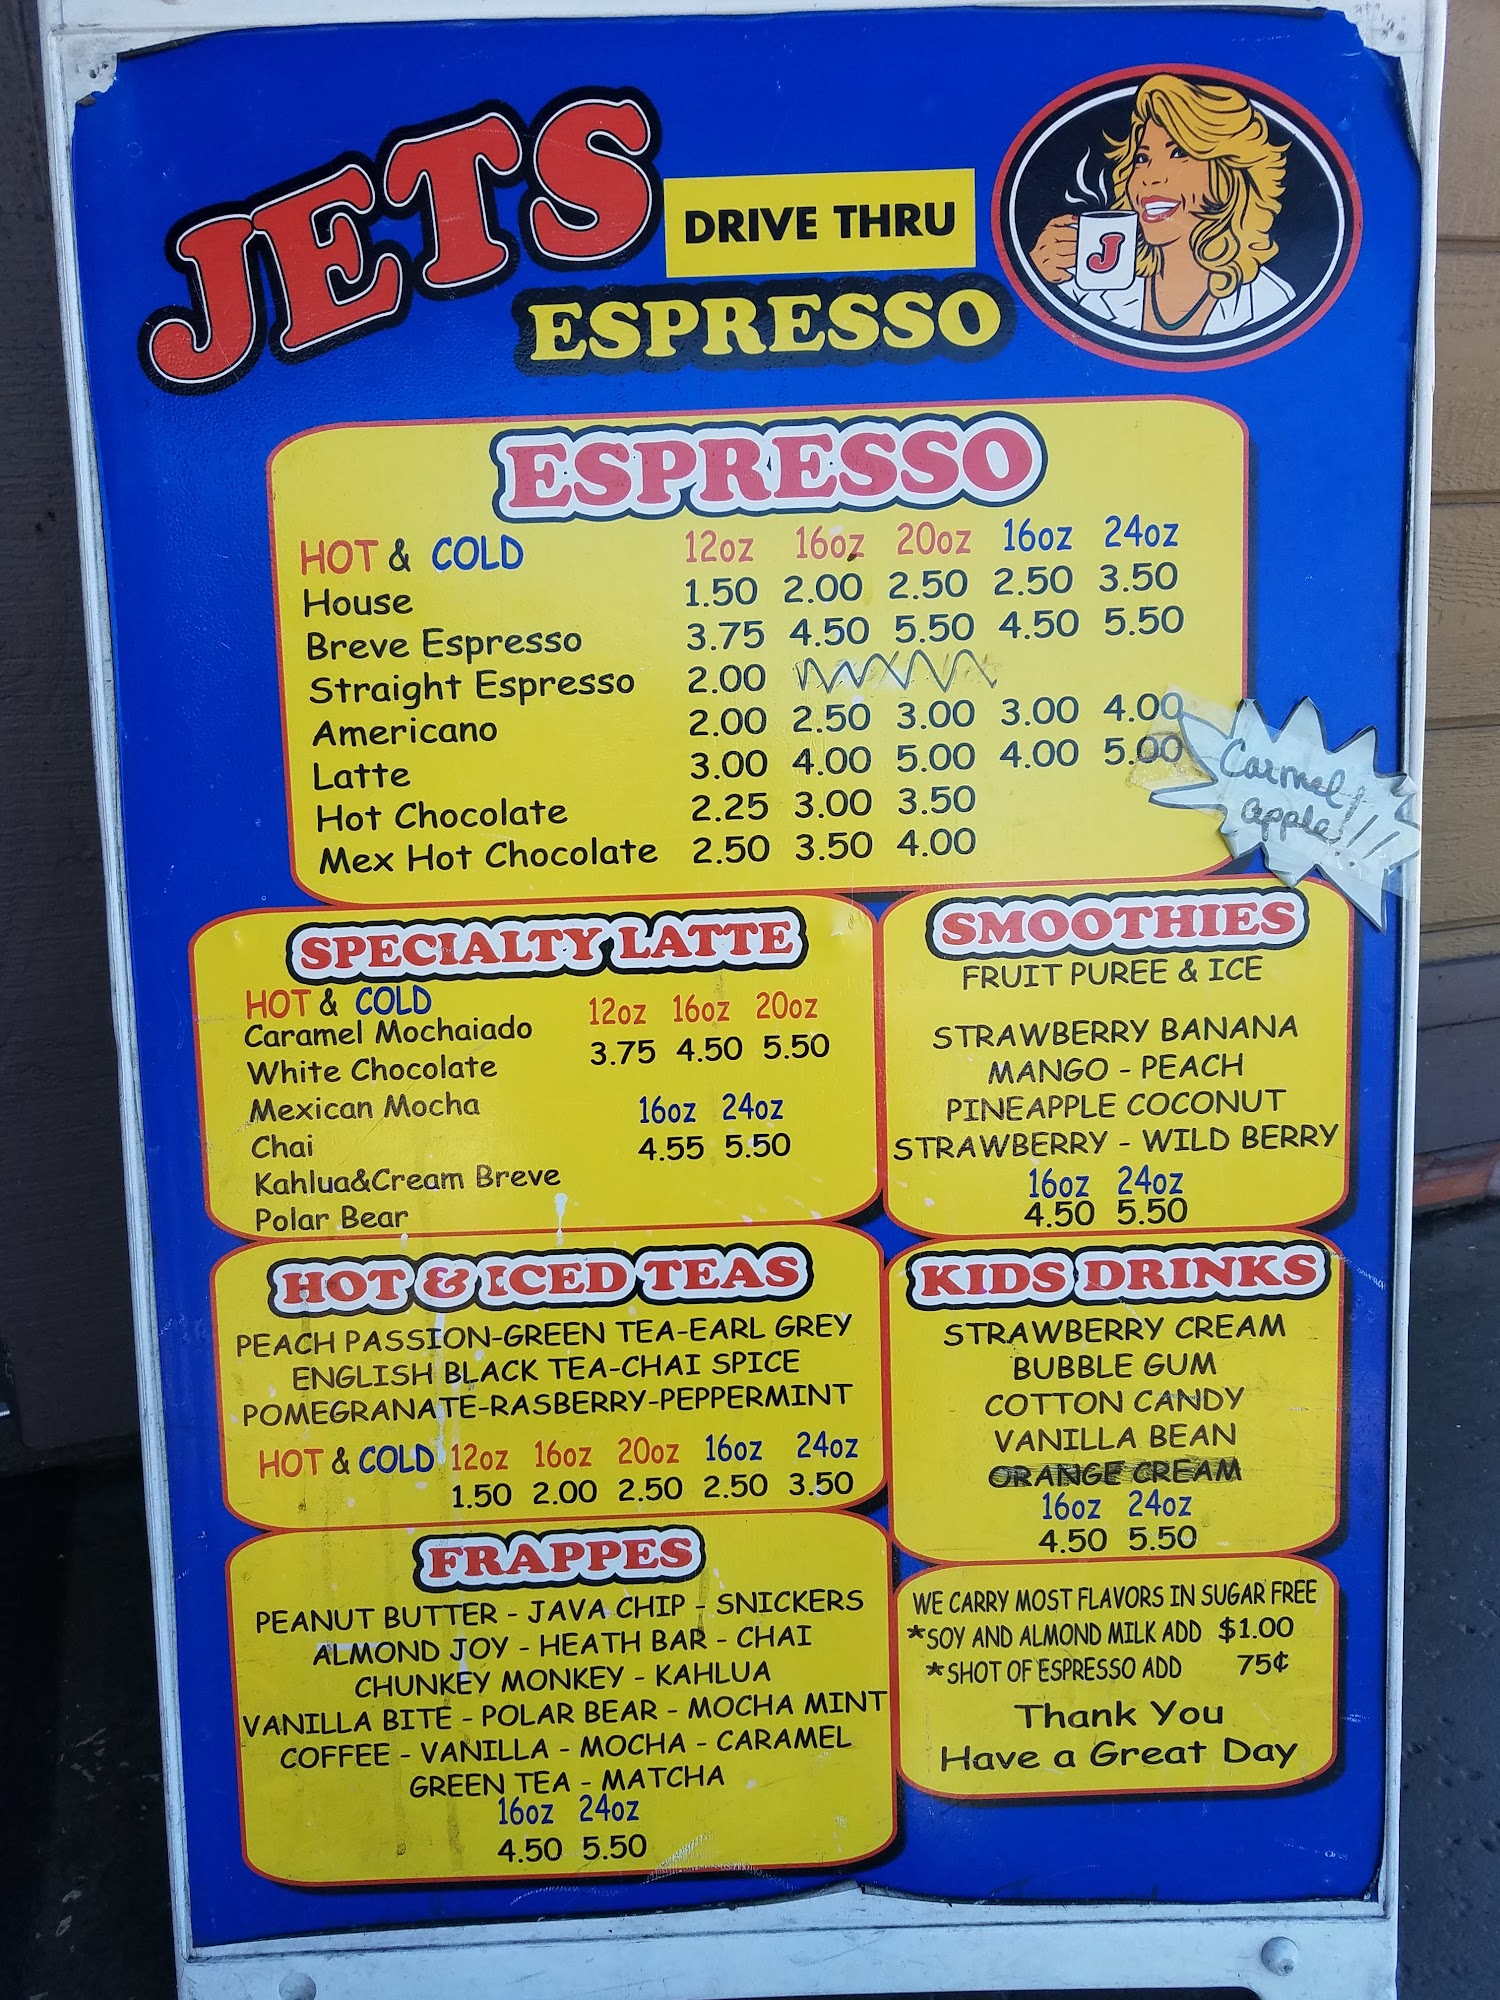 JETS
DRIVE THRU
ESPRESSO
J
ESPRESSO
HOT & COLD 12oz 16oz 20oz 16oz 24oz
House 1.50 2.00 2.50 2.50 3.50
Breve Espresso 3.75 4.50 5.50 4.50 5.50
Straight Espresso 2.00
Americano 2.00 2.50 3.00 3.00 4.00
Latte 3.00 4.00 5.00 4.00 5.00
Hot Chocolate 2.25 3.00 3.50
Mex Hot Chocolate 2.50 3.50 4.00
Carmel
apple!!!
SPECIALTY LATTE
HOT & COLD 12oz 16oz 20oz
Caramel Mochaiado 3.75 4.50 5.50
White Chocolate
Mexican Mocha 16oz 24oz
Chai 4.55 5.50
Kahlua&Cream Breve
Polar Bear
SMOOTHIES
FRUIT PUREE & ICE
STRAWBERRY BANANA
MANGO - PEACH
PINEAPPLE COCONUT
STRAWBERRY - WILD BERRY
16oz 24oz
4.50 5.50
HOT & ICED TEAS
PEACH PASSION-GREEN TEA-EARL GREY
ENGLISH BLACK TEA-CHAI SPICE
POMEGRANATE-RASBERRY-PEPPERMINT
HOT & COLD 12oz 16oz 20oz 16oz 24oz
1.50 2.00 2.50 2.50 3.50
KIDS DRINKS
STRAWBERRY CREAM
BUBBLE GUM
COTTON CANDY
VANILLA BEAN
ORANGE CREAM
16oz 24oz
4.50 5.50
FRAPPES
PEANUT BUTTER - JAVA CHIP - SNICKERS
ALMOND JOY - HEATH BAR - CHAI
CHUNKEY MONKEY - KAHLUA
VANILLA BITE - POLAR BEAR - MOCHA MINT
COFFEE - VANILLA - MOCHA - CARAMEL
GREEN TEA - MATCHA
16oz 24oz
4.50 5.50
WE CARRY MOST FLAVORS IN SUGAR FREE
*SOY AND ALMOND MILK ADD $1.00
*SHOT OF ESPRESSO ADD 75¢
Thank You
Have a Great Day